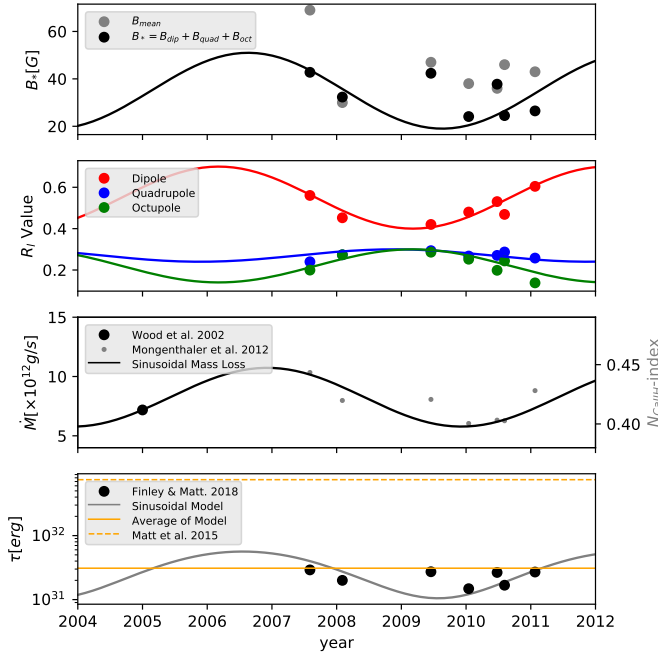 60
40
20
B*[G]
B_mean
B* = B_dip + B_quad + B_oct
0.6
0.4
0.2
R_l Value
Dipole
Quadrupole
Octupole
15
10
5
Ṁ[×10^12 g/s]
Wood et al. 2002
Mongenthaler et al. 2012
Sinusoidal Mass Loss
0.45
0.40
N_CaIIH-index
10^32
10^31
τ[erg]
Finley & Matt. 2018
Sinusoidal Model
Average of Model
Matt et al. 2015
2004 2005 2006 2007 2008 2009 2010 2011 2012
year